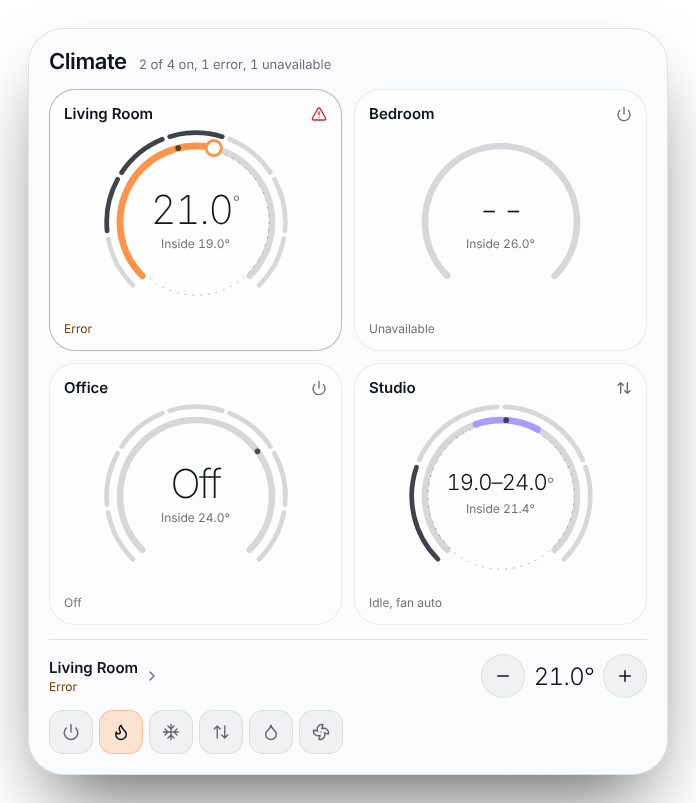 Climate 2 of 4 on, 1 error, 1 unavailable
Living Room
21.0°
Inside 19.0°
Error
Bedroom
– –
Inside 26.0°
Unavailable
Office
Off
Inside 24.0°
Off
Studio
19.0–24.0°
Inside 21.4°
Idle, fan auto
Living Room
Error
21.0°